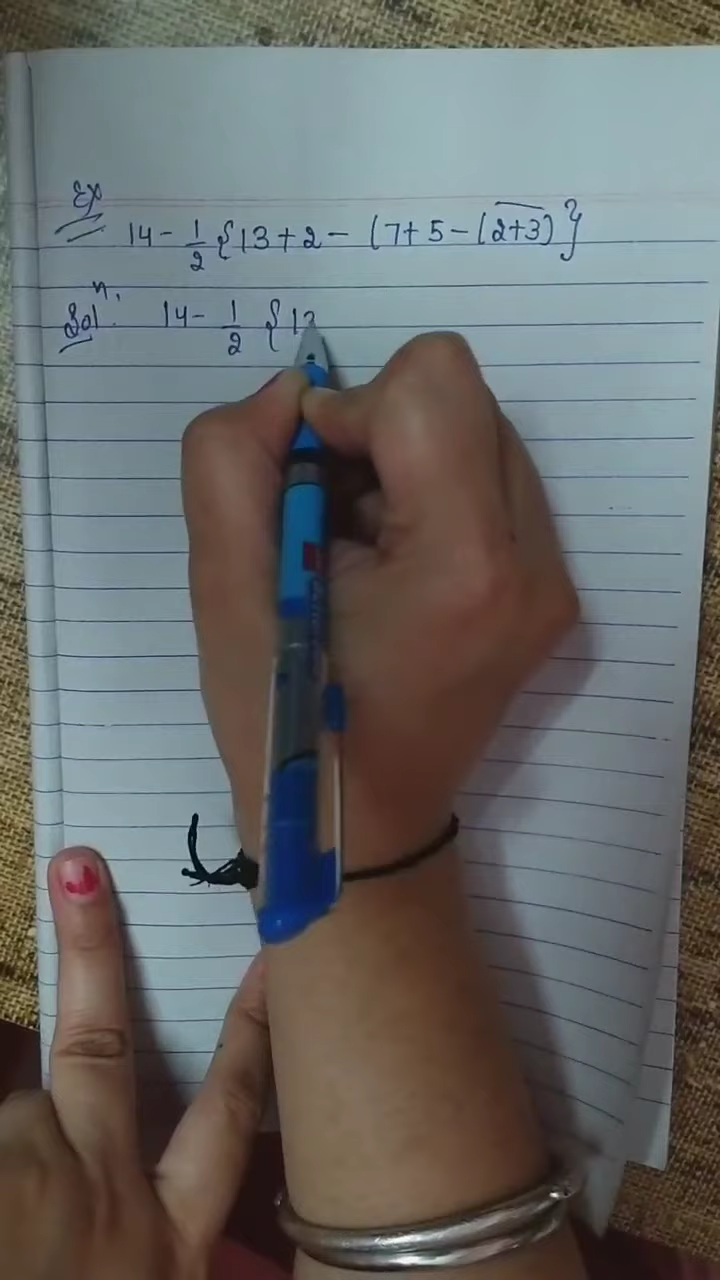 Ex
14 - 1/2 {13 + 2 - (7 + 5 - (2 + 3)}
Solⁿ. 14 - 1/2 {13